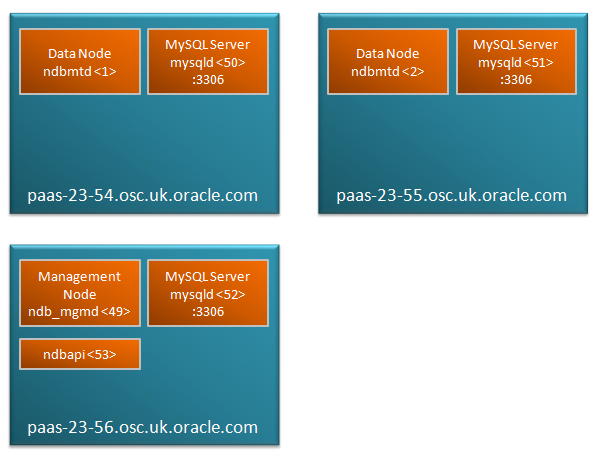 Data Node
ndbmtd <1>
MySQL Server
mysqld <50>
:3306
paas-23-54.osc.uk.oracle.com
Data Node
ndbmtd <2>
MySQL Server
mysqld <51>
:3306
paas-23-55.osc.uk.oracle.com
Management
Node
ndb_mgmd <49>
MySQL Server
mysqld <52>
:3306
ndbapi <53>
paas-23-56.osc.uk.oracle.com